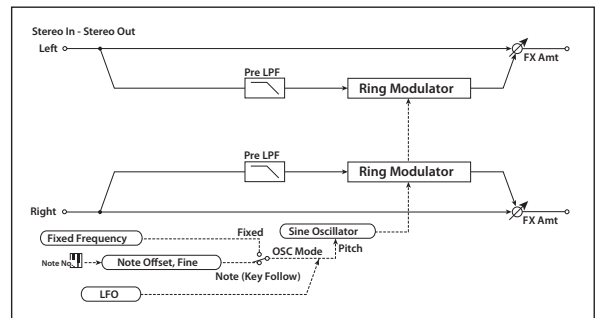 Stereo In - Stereo Out
Left
FX Amt
Pre LPF
Ring Modulator
Pre LPF
Ring Modulator
Right
FX Amt
Fixed Frequency
Fixed
Sine Oscillator
OSC Mode
Pitch
Note No.
Note Offset, Fine
Note (Key Follow)
LFO